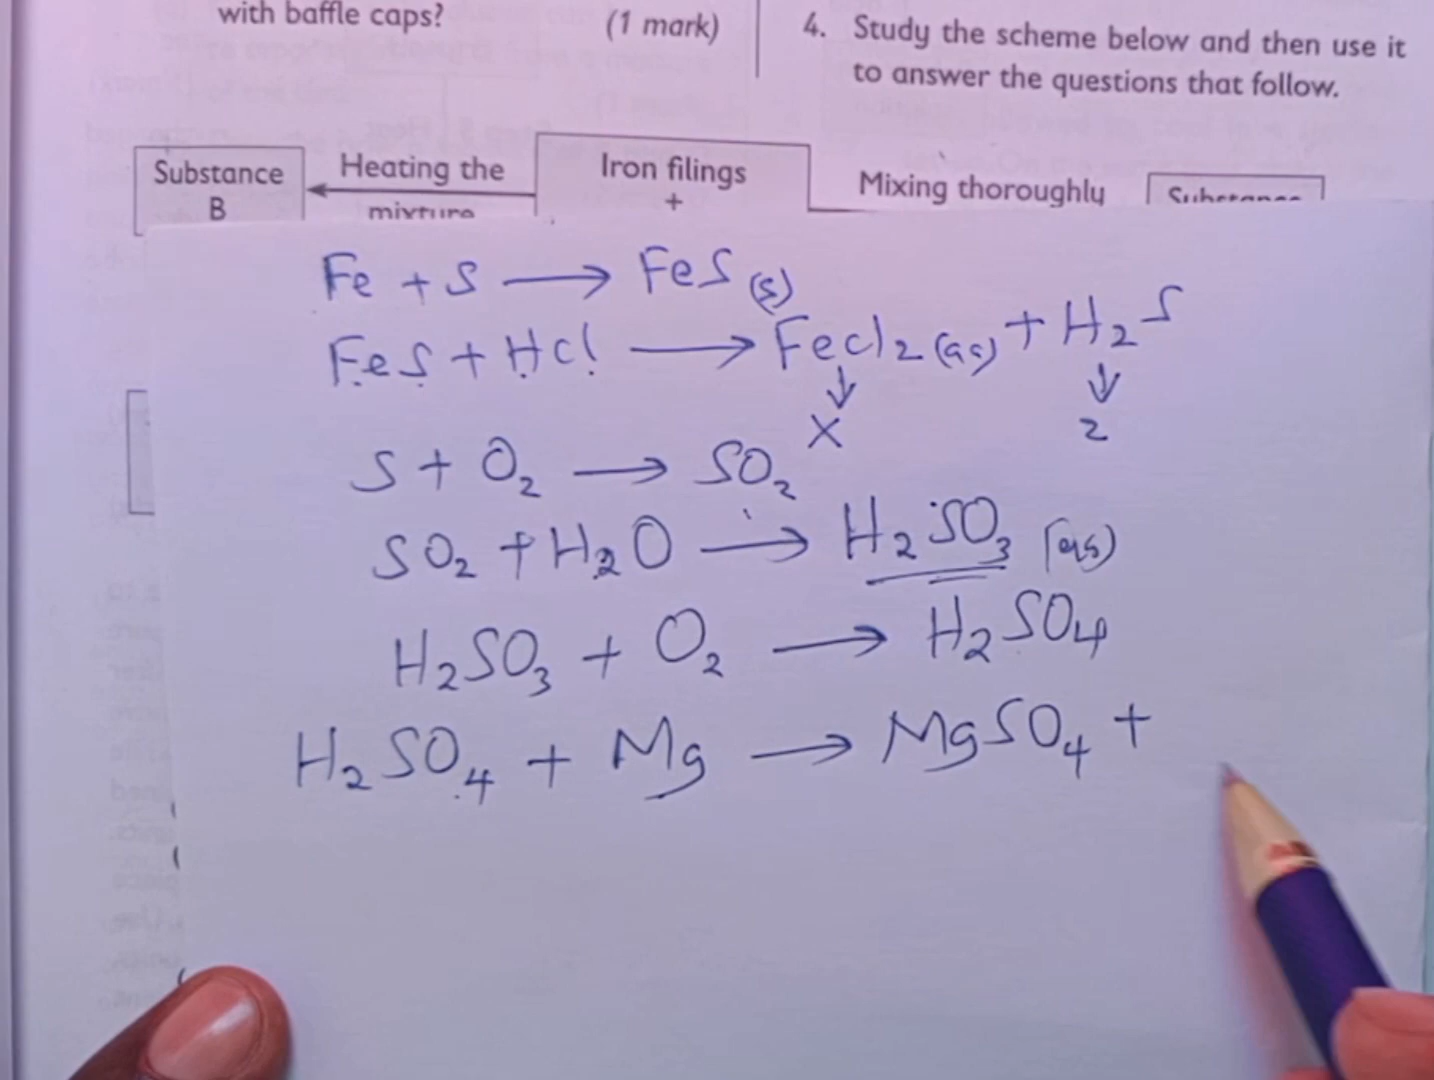 with baffle caps?
(1 mark)
4. Study the scheme below and then use it
to answer the questions that follow.
Substance
B
Heating the
mixture
Iron filings
+
Mixing thoroughly
Substance
Fe + S ⟶ FeS (s)
FeS + HCl ⟶ FeCl₂ (aq) + H₂S
↓ ↓
X Z
S + O₂ ⟶ SO₂
SO₂ + H₂O ⟶ H₂SO₃ (aq)
H₂SO₃ + O₂ ⟶ H₂SO₄
H₂SO₄ + Mg ⟶ MgSO₄ +